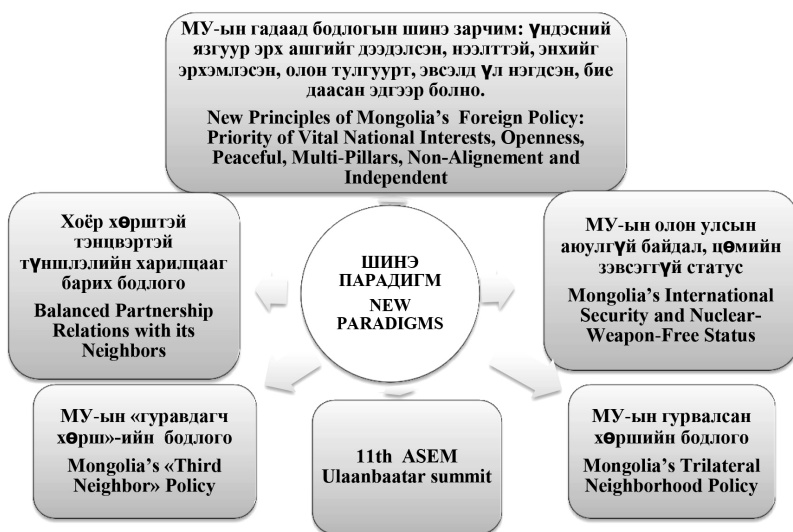 МУ-ын гадаад бодлогын шинэ зарчим: үндэсний
язгуур эрх ашгийг дээдэлсэн, нээлттэй, энхийг
эрхэмлэсэн, олон тулгуурт, эвсэлд үл нэгдсэн, бие
даасан эдгээр болно.
New Principles of Mongolia's Foreign Policy:
Priority of Vital National Interests, Openness,
Peaceful, Multi-Pillars, Non-Alignement and
Independent
Хоёр хөрштэй
тэнцвэртэй
түншлэлийн харилцааг
барих бодлого
Balanced Partnership
Relations with its
Neighbors
ШИНЭ
ПАРАДИГМ
NEW
PARADIGMS
МУ-ын олон улсын
аюулгүй байдал, цөмийн
зэвсэггүй статус
Mongolia's International
Security and Nuclear-
Weapon-Free Status
МУ-ын «гуравдагч
хөрш»-ийн бодлого
Mongolia's «Third
Neighbor» Policy
11th ASEM
Ulaanbaatar summit
МУ-ын гурвалсан
хөршийн бодлого
Mongolia's Trilateral
Neighborhood Policy